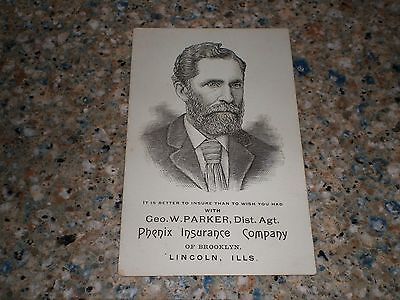 IT IS BETTER TO INSURE THAN TO WISH YOU HAD
WITH
GEO. W. PARKER, DIST. AGT.
Phenix Insurance Company
OF BROOKLYN,
LINCOLN, ILLS.